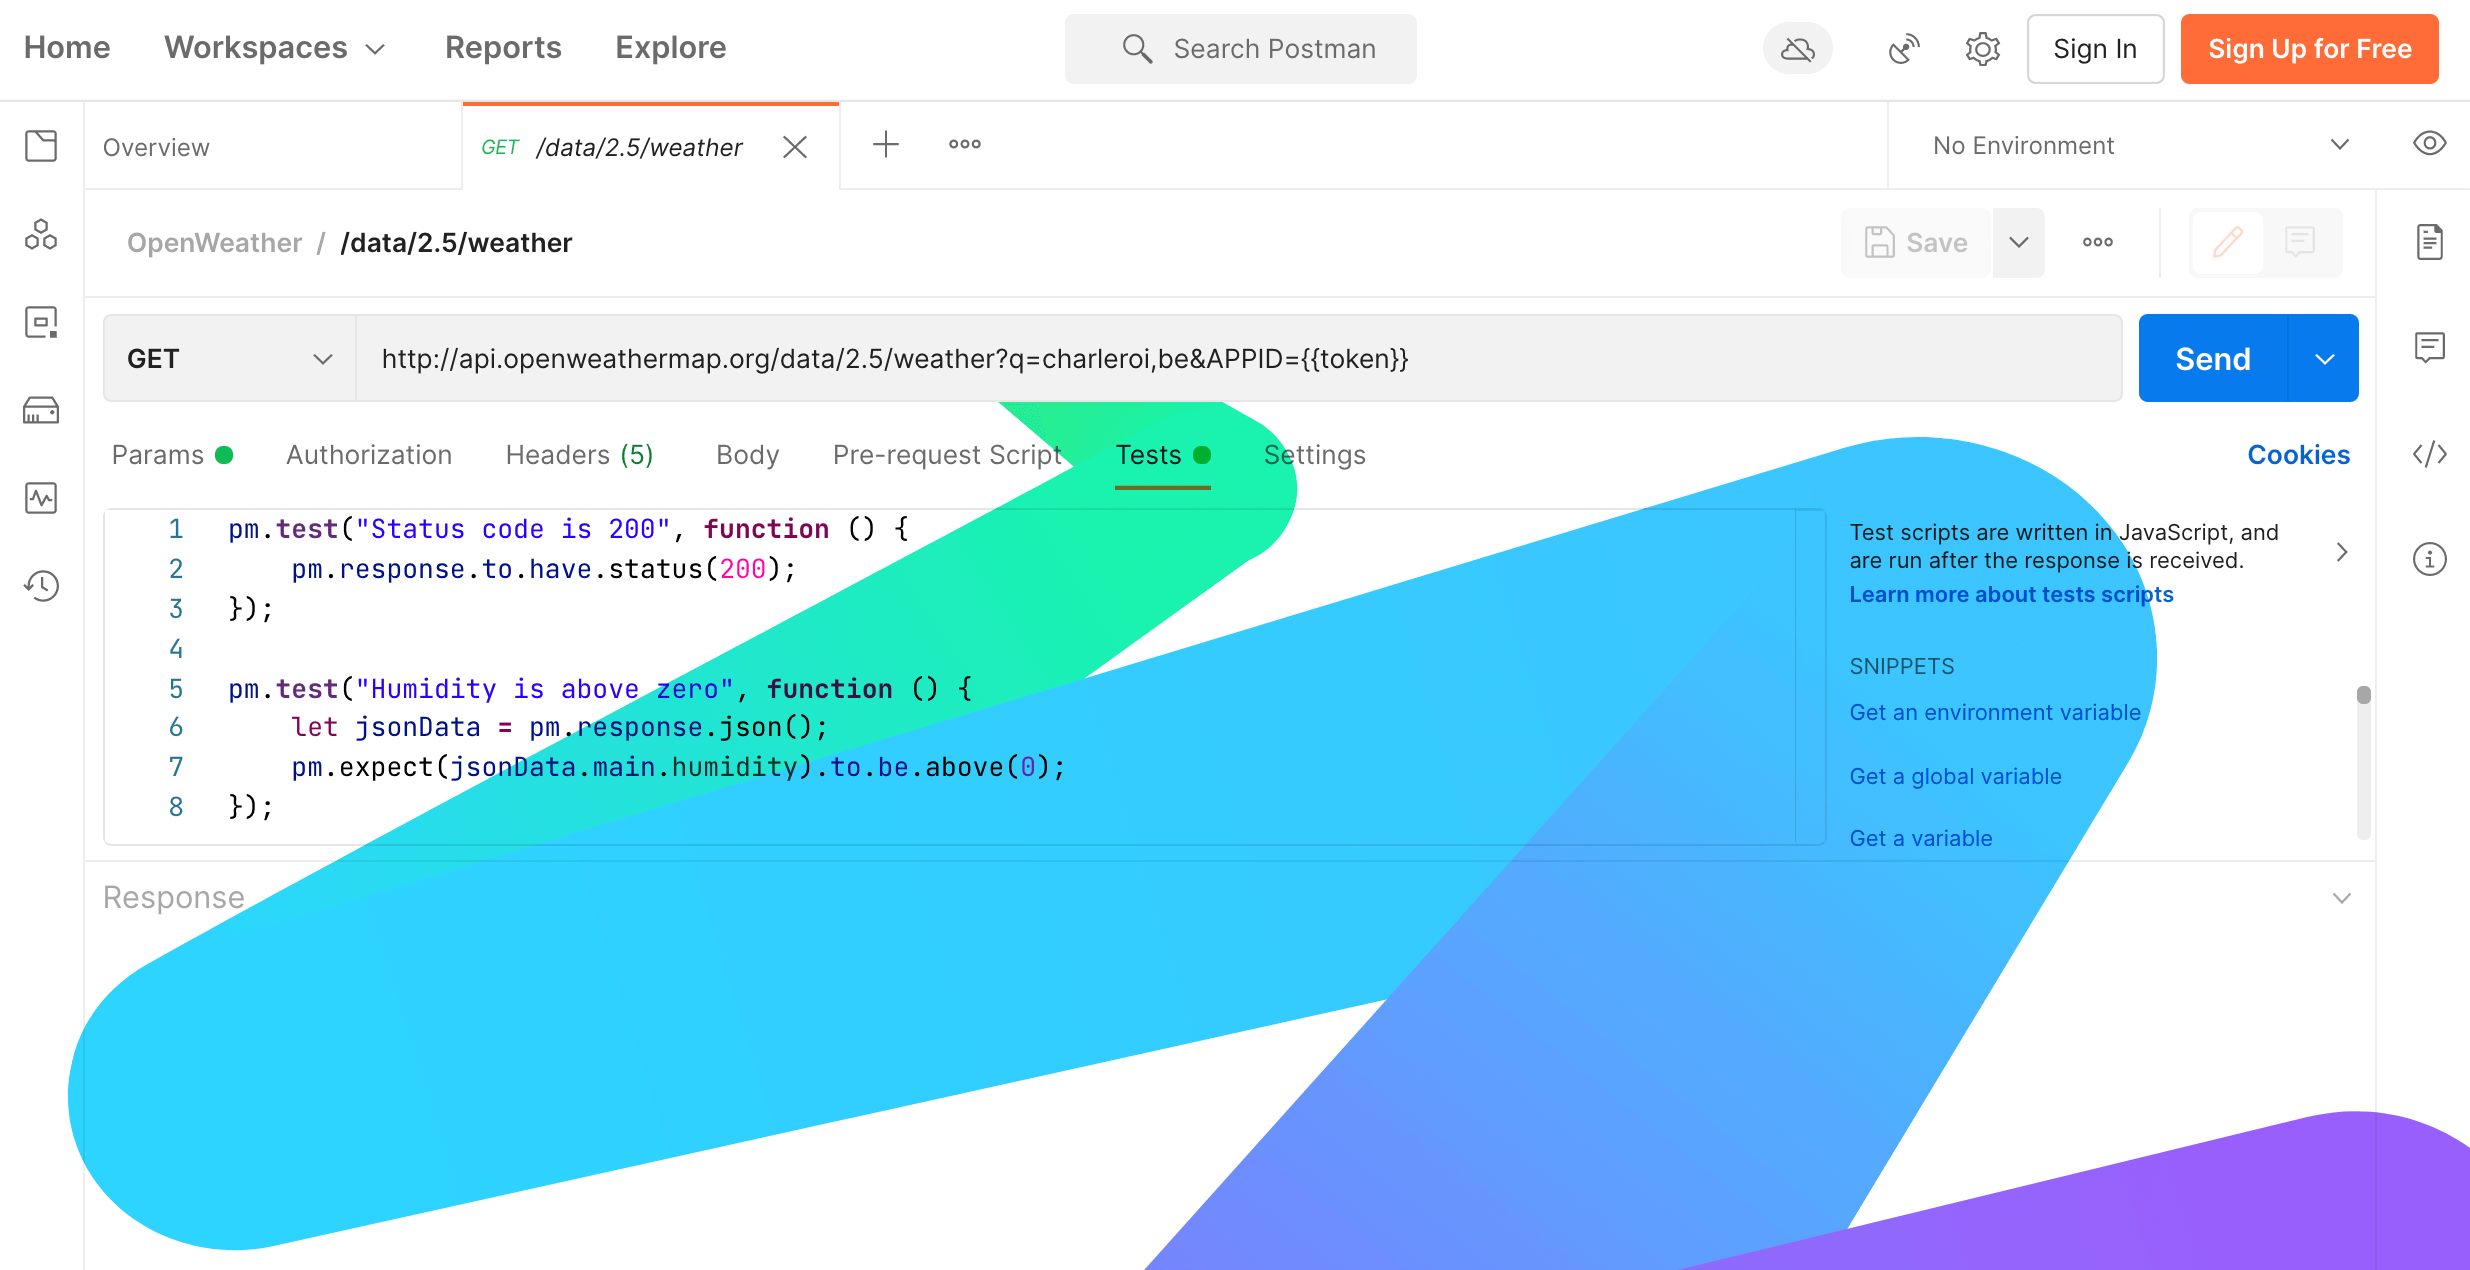 Home Workspaces Reports Explore Search Postman Sign In Sign Up for Free
Overview GET /data/2.5/weather No Environment
OpenWeather / /data/2.5/weather Save
GET http://api.openweathermap.org/data/2.5/weather?q=charleroi,be&APPID={{token}} Send
Params Authorization Headers (5) Body Pre-request Script Tests Settings Cookies
1 pm.test("Status code is 200", function () {
2 pm.response.to.have.status(200);
3 });
4
5 pm.test("Humidity is above zero", function () {
6 let jsonData = pm.response.json();
7 pm.expect(jsonData.main.humidity).to.be.above(0);
8 });
Test scripts are written in JavaScript, and
are run after the response is received.
Learn more about tests scripts
SNIPPETS
Get an environment variable
Get a global variable
Get a variable
Response